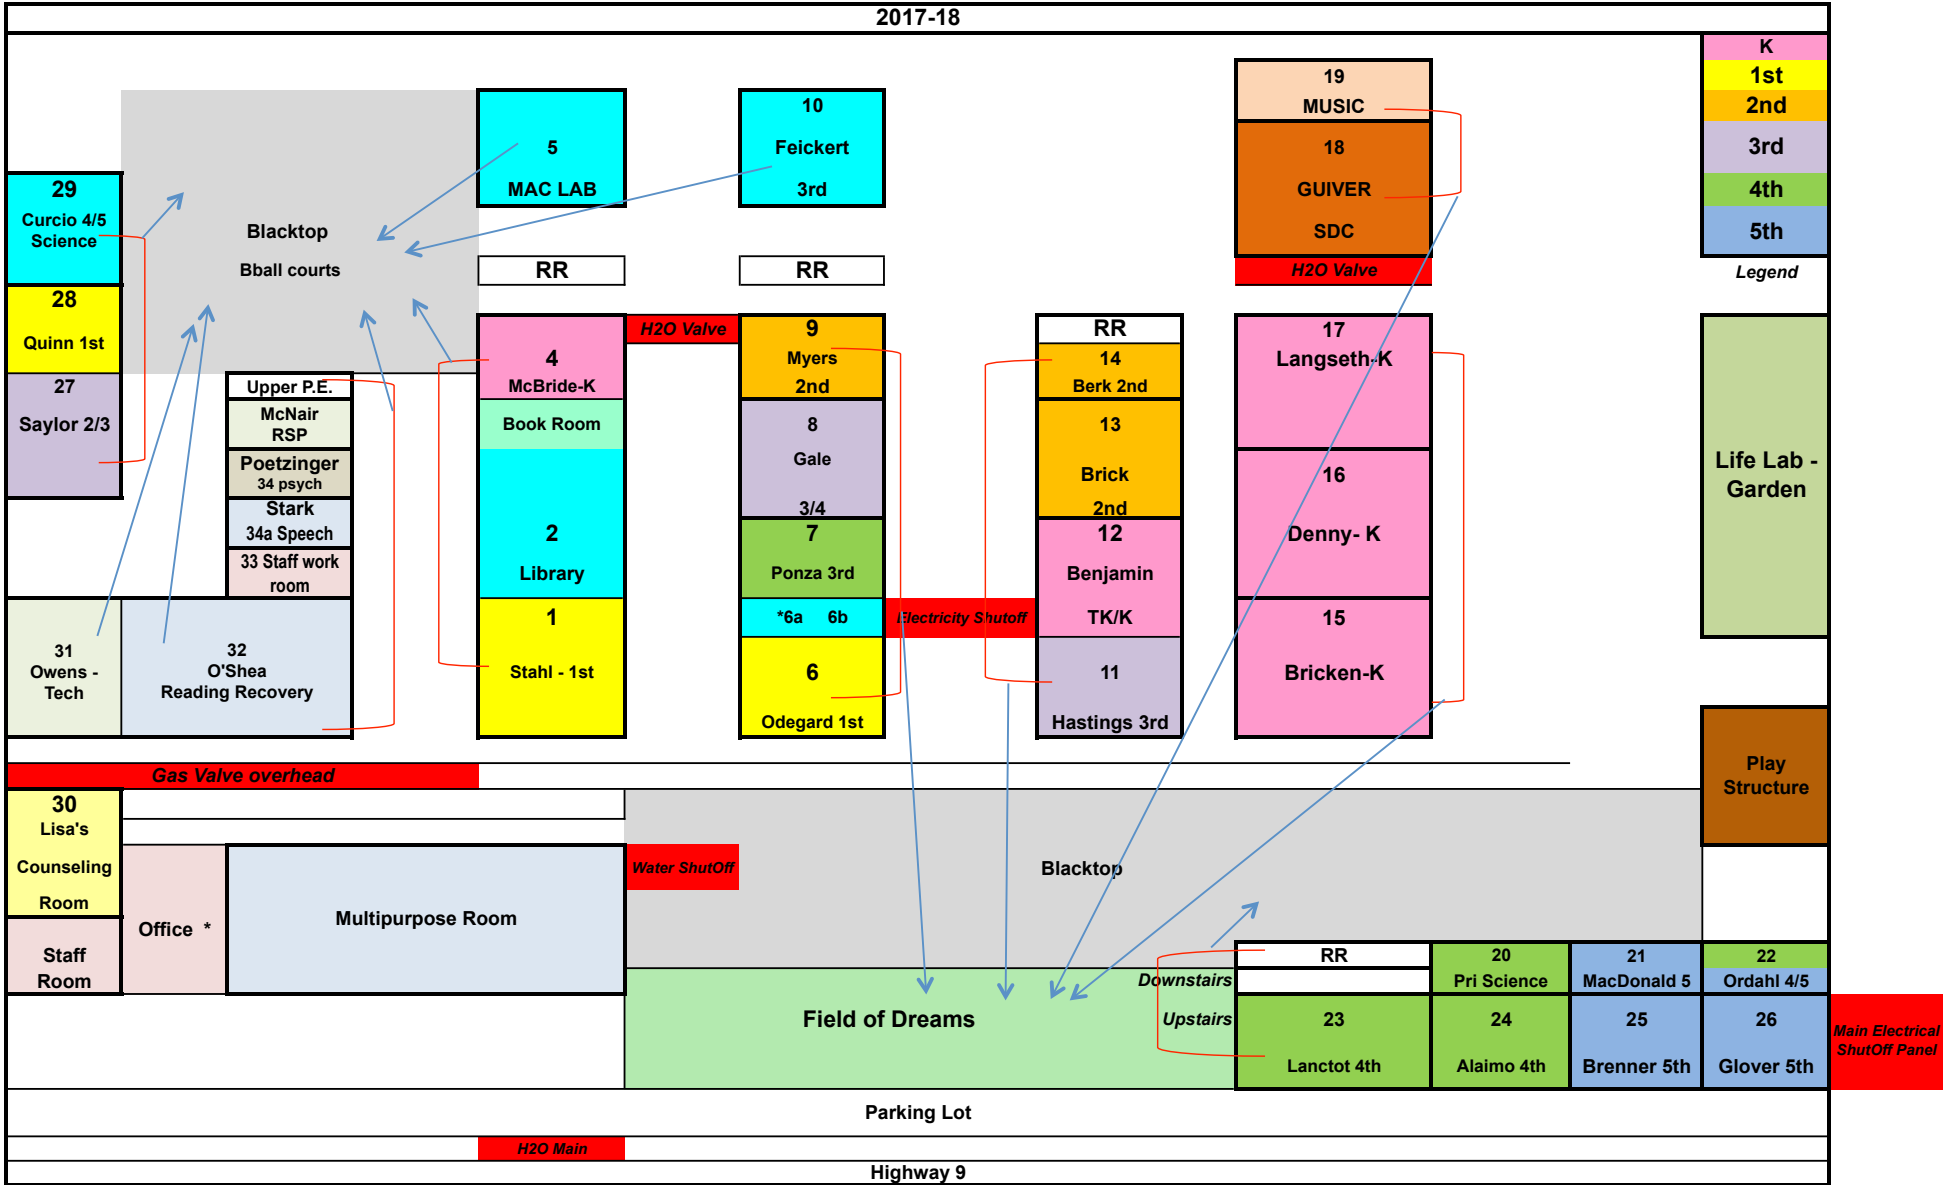 2017-18
K
1st
2nd
3rd
4th
5th
Legend
19
MUSIC
18
GUIVER
SDC
H2O Valve
10
Feickert
3rd
5
MAC LAB
RR
RR
Blacktop
Bball courts
29
Curcio 4/5
Science
28
Quinn 1st
27
Saylor 2/3
Upper P.E.
McNair
RSP
Poetzinger
34 psych
Stark
34a Speech
33 Staff work
room
31
Owens -
Tech
32
O'Shea
Reading Recovery
4
McBride-K
Book Room
2
Library
1
Stahl - 1st
H2O Valve
9
Myers
2nd
8
Gale
3/4
7
Ponza 3rd
*6a 6b
6
Odegard 1st
Electricity Shutoff
RR
14
Berk 2nd
13
Brick
2nd
12
Benjamin
TK/K
11
Hastings 3rd
17
Langseth-K
16
Denny- K
15
Bricken-K
Life Lab -
Garden
Play
Structure
Gas Valve overhead
30
Lisa's
Counseling
Room
Staff
Room
Office *
Multipurpose Room
Water ShutOff
Blacktop
Field of Dreams
Downstairs
Upstairs
RR
20
Pri Science
21
MacDonald 5
22
Ordahl 4/5
23
Lanctot 4th
24
Alaimo 4th
25
Brenner 5th
26
Glover 5th
Main Electrical
ShutOff Panel
Parking Lot
H2O Main
Highway 9